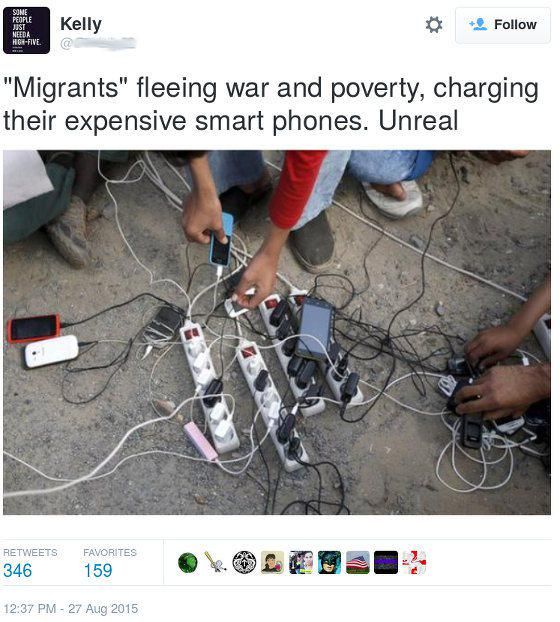 SOME
PEOPLE
JUST
NEED A
HIGH-FIVE.
Kelly
@
Follow
"Migrants" fleeing war and poverty, charging
their expensive smart phones. Unreal
RETWEETS
FAVORITES
346
159
12:37 PM - 27 Aug 2015